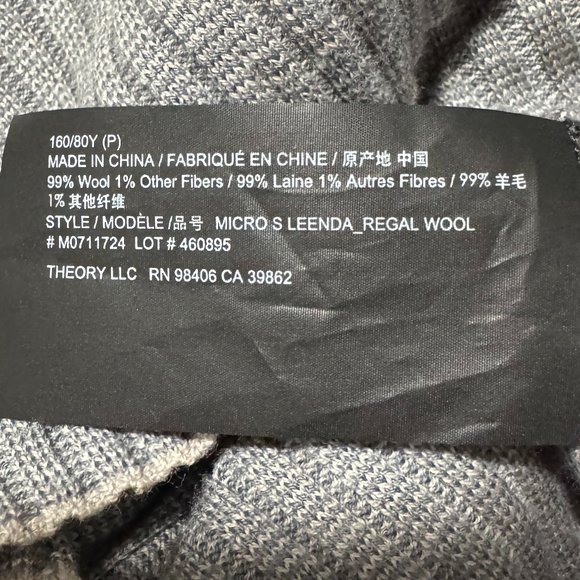 160/80Y (P)
MADE IN CHINA / FABRIQUÉ EN CHINE / 原产地 中国
99% Wool 1% Other Fibers / 99% Laine 1% Autres Fibres / 99% 羊毛
1% 其他纤维
STYLE / MODÈLE /品号 MICRO S LEENDA_REGAL WOOL
# M0711724 LOT # 460895
THEORY LLC RN 98406 CA 39862